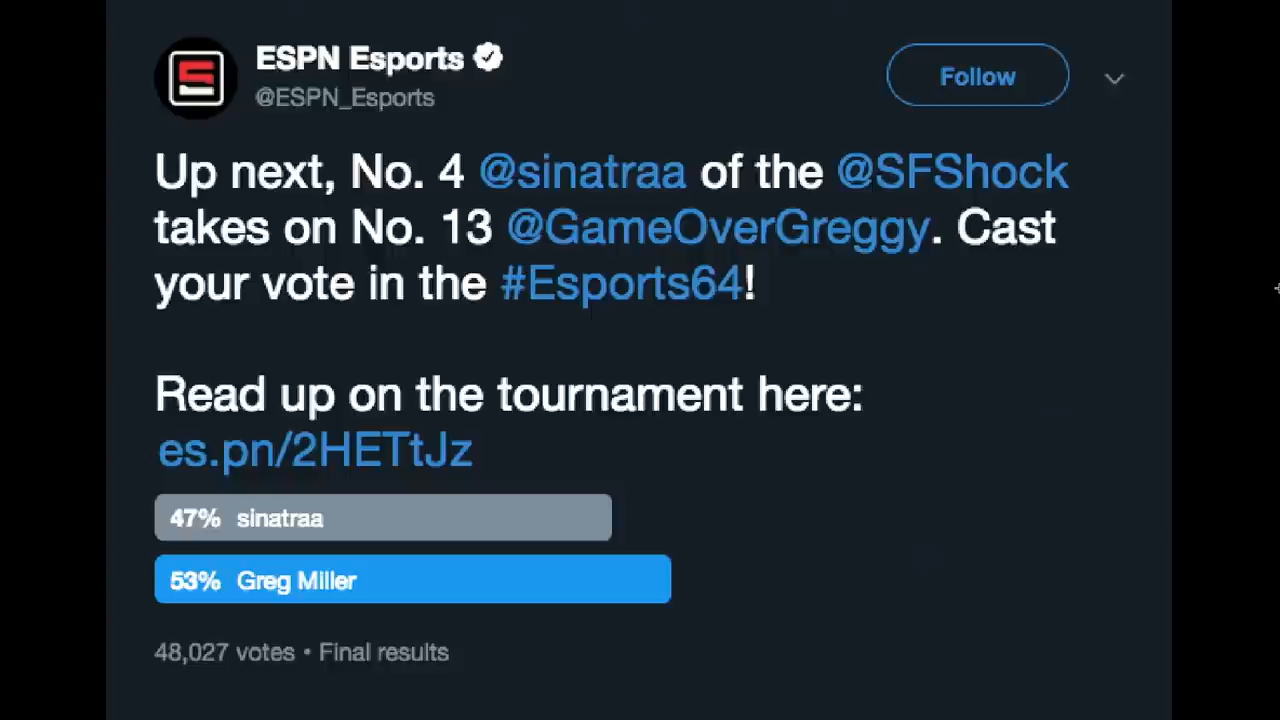 ESPN Esports
@ESPN_Esports
Follow
Up next, No. 4 @sinatraa of the @SFShock
takes on No. 13 @GameOverGreggy. Cast
your vote in the #Esports64!
Read up on the tournament here:
es.pn/2HETtJz
47% sinatraa
53% Greg Miller
48,027 votes • Final results